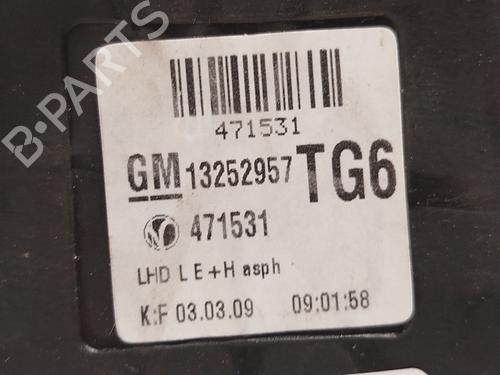 B-PARTS
471531
GM 13252957 TG6
471531
LHD L E+H asph
K:F 03.03.09 09:01:58